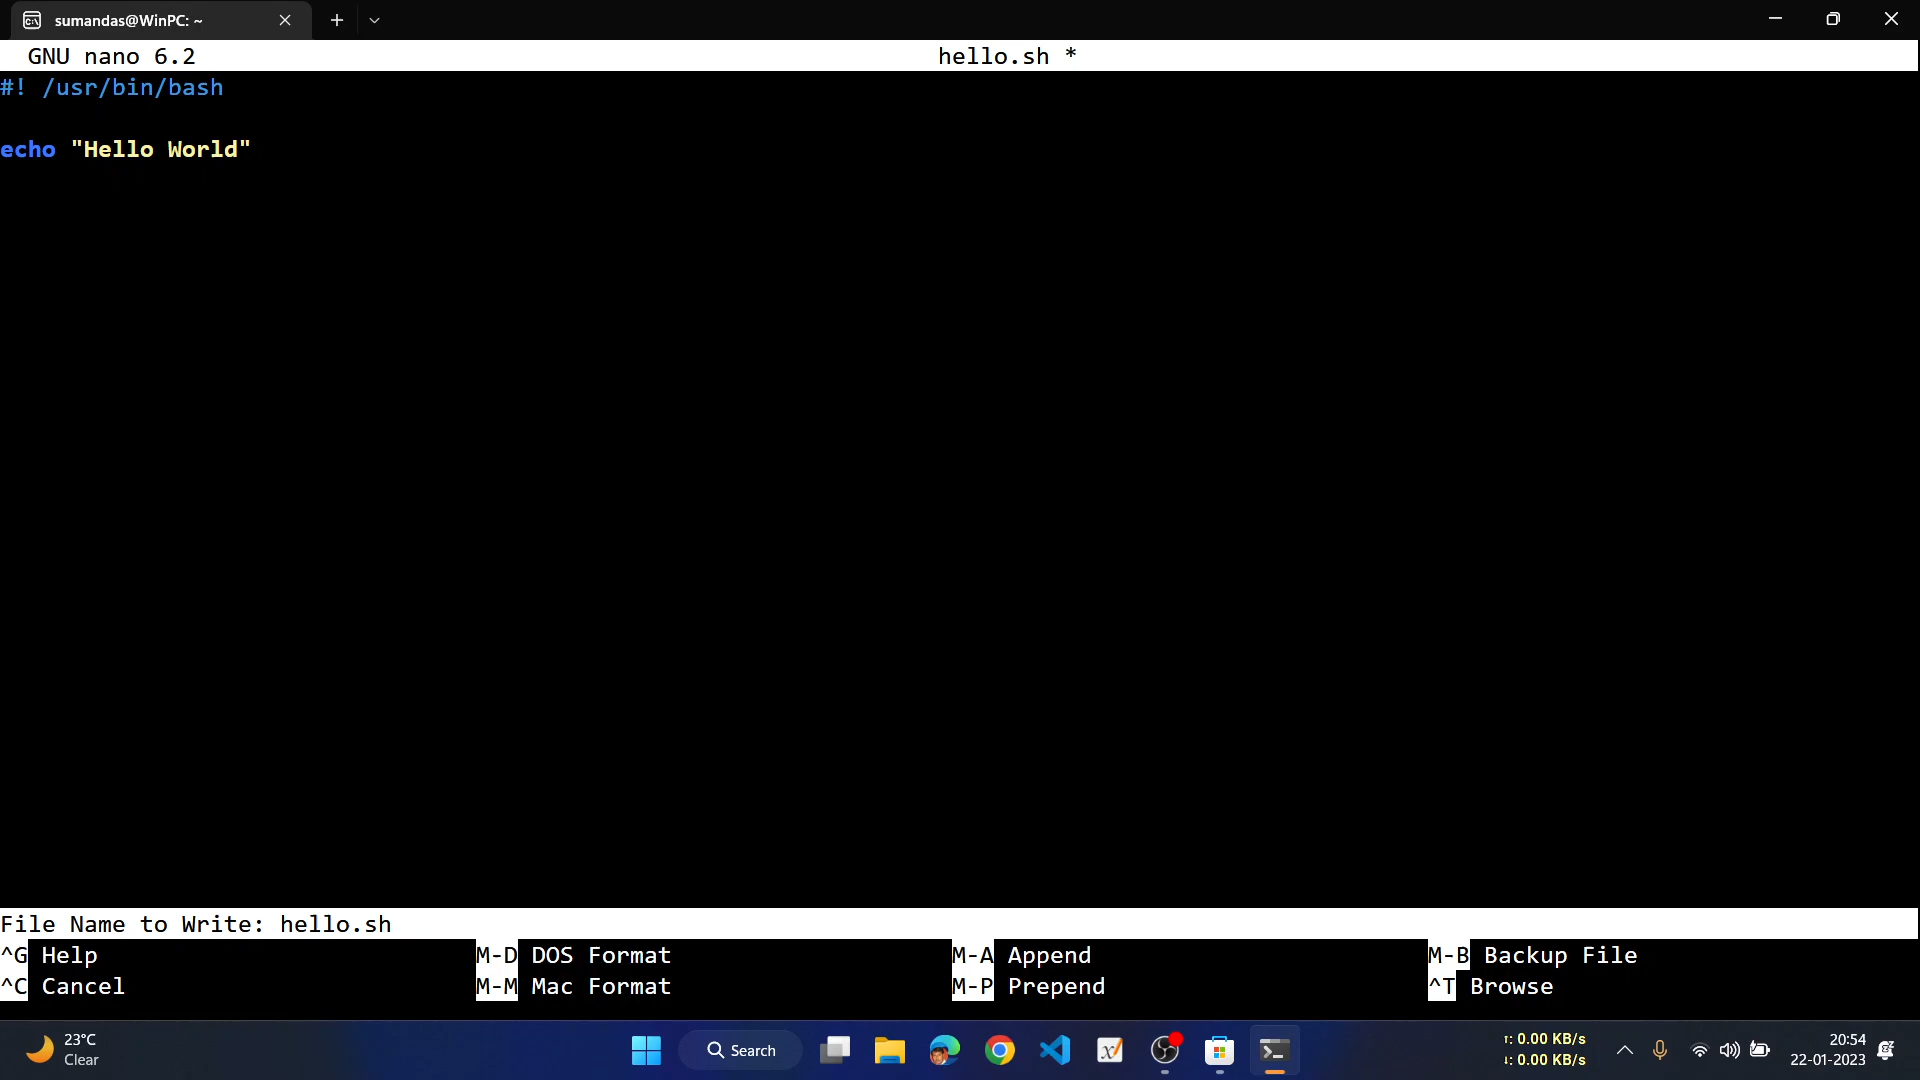 sumandas@WinPC: ~
GNU nano 6.2 hello.sh *
#! /usr/bin/bash
echo "Hello World"
File Name to Write: hello.sh
^G Help M-D DOS Format M-A Append M-B Backup File
^C Cancel M-M Mac Format M-P Prepend ^T Browse
23°C
Clear
Search
↑: 0.00 KB/s
↓: 0.00 KB/s
20:54
22-01-2023